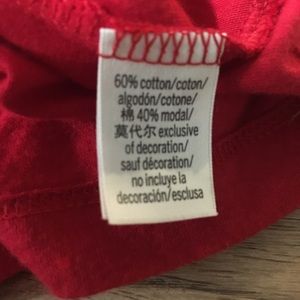 60% cotton/coton/
algodón/cotone/
棉 40% modal/
莫代尔 exclusive
of decoration/
sauf décoration/
no incluye la
decoración/esclusa